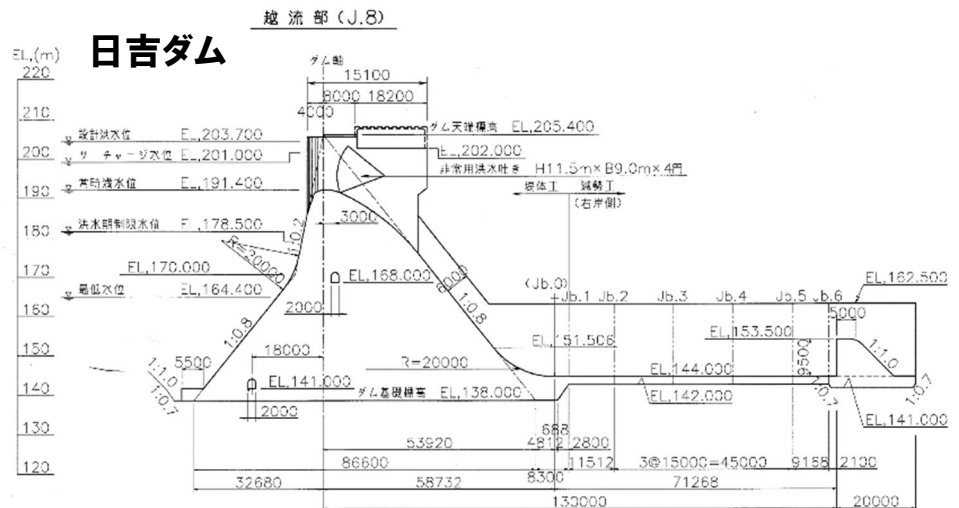 越流部(J.8)
日吉ダム
EL,(m)
220
210
200
190
180
170
160
150
140
130
120
ダム軸
15100
8000 18200
4000
ダム天端標高 EL,205.400
設計洪水位 EL,203.700
EL,202.000
サーチャージ水位 EL,201.000
非常用洪水吐き H11.5m×B9.0m×4門
常時満水位 EL,191.400
堤体工 減勢工
(右岸側)
3000
洪水期制限水位 EL,178.500
1:0.2
R=20000
EL,170.000
EL,168.000
最低水位 EL,164.400
2000
1:0.8
1:0.8
(Jb.0)
Jb.1 Jb.2 Jb.3 Jb.4 Jb.5 Jb.6
EL,162.500
5000
EL,153.500
EL,151.506
9500
1:1.0
18000
5500
R=20000
1:1.0
1:0.7
EL,141.000
EL,144.000
ダム基礎標高 EL,138.000
EL,142.000
1:0.7
1:0.7
EL,141.000
2000
688
53920
4812
2800
86600
8300
11512
3@15000=45000
9168
2100
32680
58732
71268
130000
20000